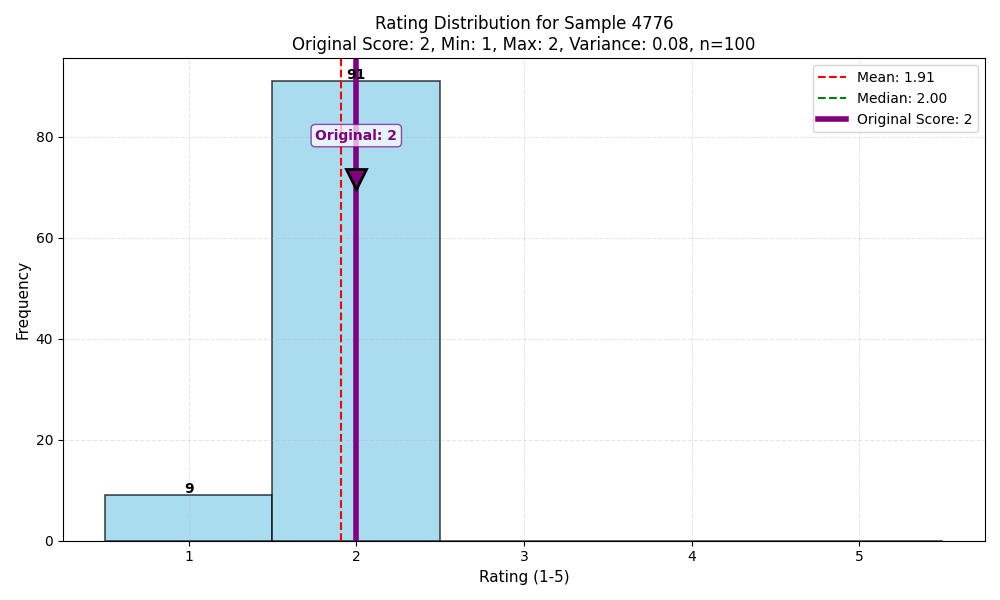 Rating Distribution for Sample 4776
Original Score: 2, Min: 1, Max: 2, Variance: 0.08, n=100
Mean: 1.91
Median: 2.00
Original Score: 2
91
Original: 2
9
Frequency
80
60
40
20
0
1 2 3 4 5
Rating (1-5)